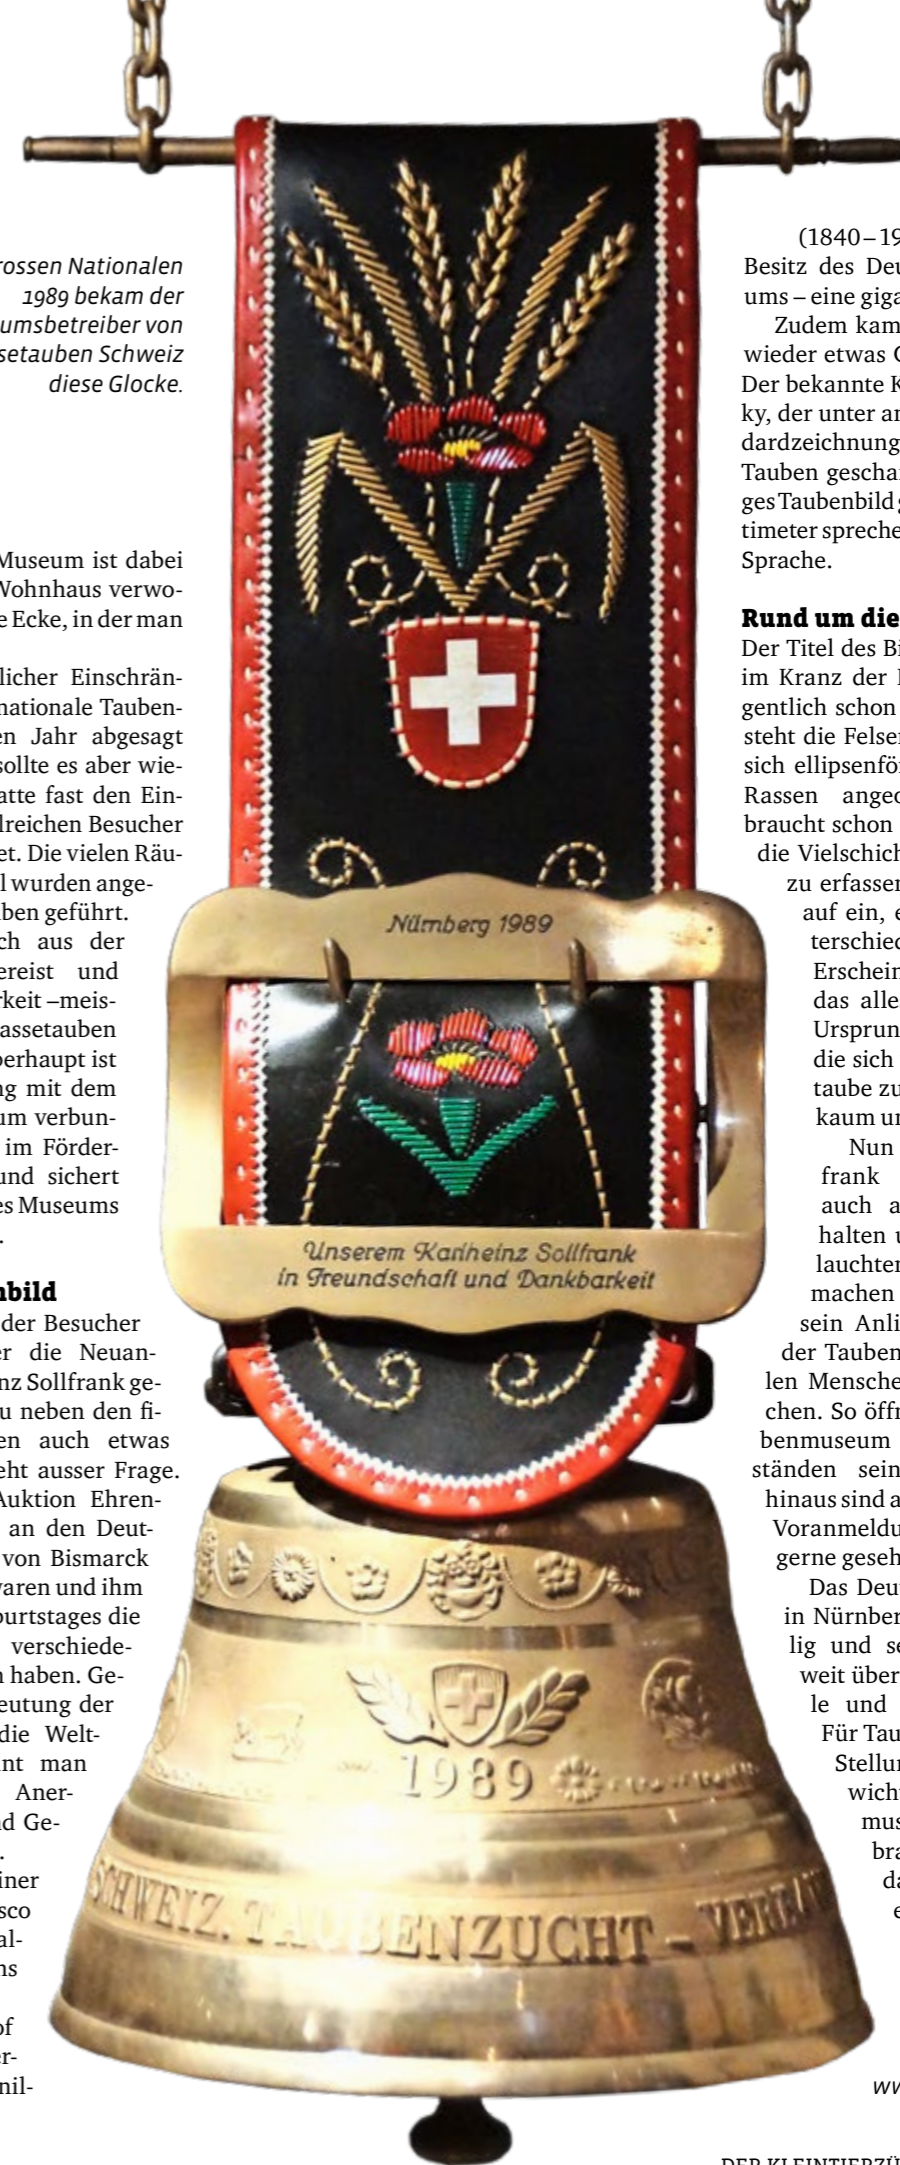 rossen Nationalen
1989 bekam der
umsbetreiber von
setauben Schweiz
diese Glocke.
Museum ist dabei
Wohnhaus verwo-
e Ecke, in der man
licher Einschrän-
nationale Tauben-
en Jahr abgesagt
sollte es aber wie-
atte fast den Ein-
lreichen Besucher
et. Die vielen Räu-
l wurden ange-
ben geführt.
ch aus der
ereist und
rkeit –meis-
assetauben
berhaupt ist
ng mit dem
um verbun-
im Förder-
und sichert
es Museums
.
nbild
der Besucher
er die Neuan-
nz Sollfrank ge-
u neben den fi-
en auch etwas
eht ausser Frage.
Auktion Ehren-
an den Deut-
von Bismarck
waren und ihm
burtstages die
verschiede-
n haben. Ge-
eutung der
die Welt-
nt man
Aner-
nd Ge-
.
iner
sco
al-
ns
of
er-
nil-
Nürnberg 1989
Unserem Karlheinz Sollfrank
in Freundschaft und Dankbarkeit
1989
SCHWEIZ. TAUBENZUCHT – VERBAN
(1840–19
Besitz des Deu
ums – eine giga
Zudem kam
wieder etwas G
Der bekannte K
ky, der unter an
dardzeichnung
Tauben geschaf
ges Taubenbild g
timeter spreche
Sprache.
Rund um die
Der Titel des Bi
im Kranz der
gentlich schon
steht die Felsen
sich ellipsenför
Rassen angeo
braucht schon
die Vielschich
zu erfassen
auf ein, e
terschied
Erschein
das alle
Ursprun
die sich
taube zu
kaum un
Nun
frank
auch a
halten u
lauchten
machen
sein Anli
der Tauben
len Mensche
chen. So öff
benmuseum
ständen sein
hinaus sind a
Voranmeldu
gerne geseh
Das Deu
in Nürnber
lig und se
weit über
le und
Für Tau
Stellun
wicht
mus
bra
da
e
ww
DER KLEINTIERZÜ